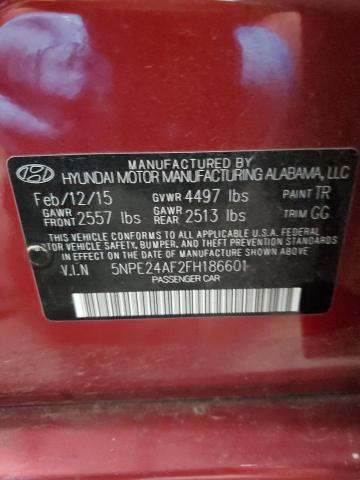 MANUFACTURED BY
HYUNDAI MOTOR MANUFACTURING ALABAMA, LLC
Feb/12/15 GVWR 4497 lbs PAINT TR
GAWR FRONT 2557 lbs GAWR REAR 2513 lbs TRIM GG
THIS VEHICLE CONFORMS TO ALL APPLICABLE U.S.A. FEDERAL
MOTOR VEHICLE SAFETY, BUMPER, AND THEFT PREVENTION STANDARDS
IN EFFECT ON THE DATE OF MANUFACTURE SHOWN ABOVE.
V.I.N 5NPE24AF2FH186601
PASSENGER CAR